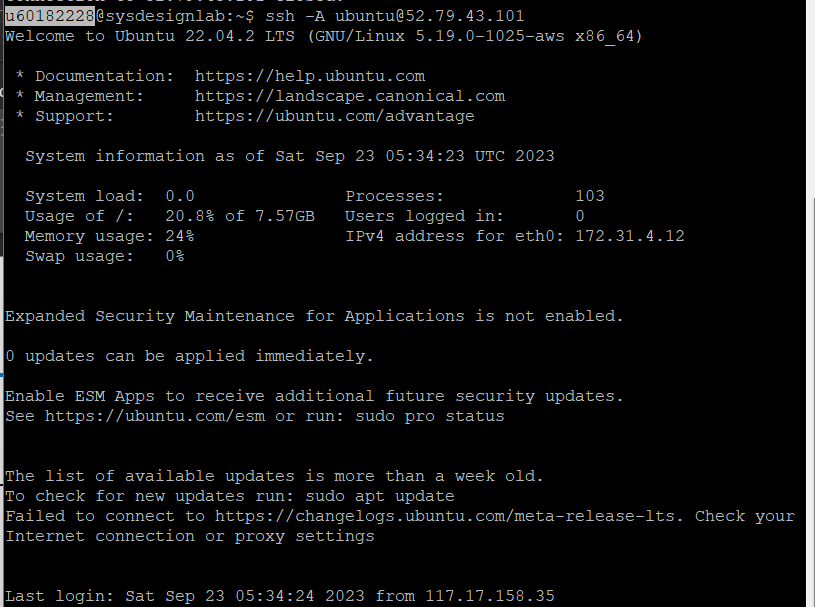 u60182228@sysdesignlab:~$ ssh -A ubuntu@52.79.43.101
Welcome to Ubuntu 22.04.2 LTS (GNU/Linux 5.19.0-1025-aws x86_64)
* Documentation:  https://help.ubuntu.com
* Management:     https://landscape.canonical.com
* Support:        https://ubuntu.com/advantage
System information as of Sat Sep 23 05:34:23 UTC 2023
System load:  0.0               Processes:             103
Usage of /:   20.8% of 7.57GB   Users logged in:       0
Memory usage: 24%               IPv4 address for eth0: 172.31.4.12
Swap usage:   0%
Expanded Security Maintenance for Applications is not enabled.
0 updates can be applied immediately.
Enable ESM Apps to receive additional future security updates.
See https://ubuntu.com/esm or run: sudo pro status
The list of available updates is more than a week old.
To check for new updates run: sudo apt update
Failed to connect to https://changelogs.ubuntu.com/meta-release-lts. Check your
Internet connection or proxy settings
Last login: Sat Sep 23 05:34:24 2023 from 117.17.158.35